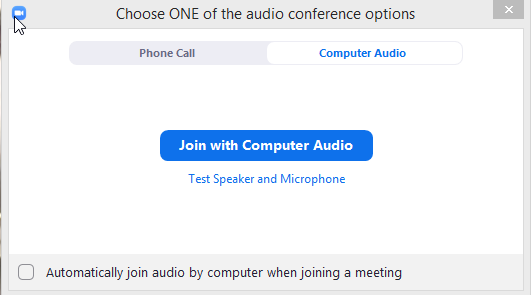 Choose ONE of the audio conference options
Phone Call
Computer Audio
Join with Computer Audio
Test Speaker and Microphone
Automatically join audio by computer when joining a meeting